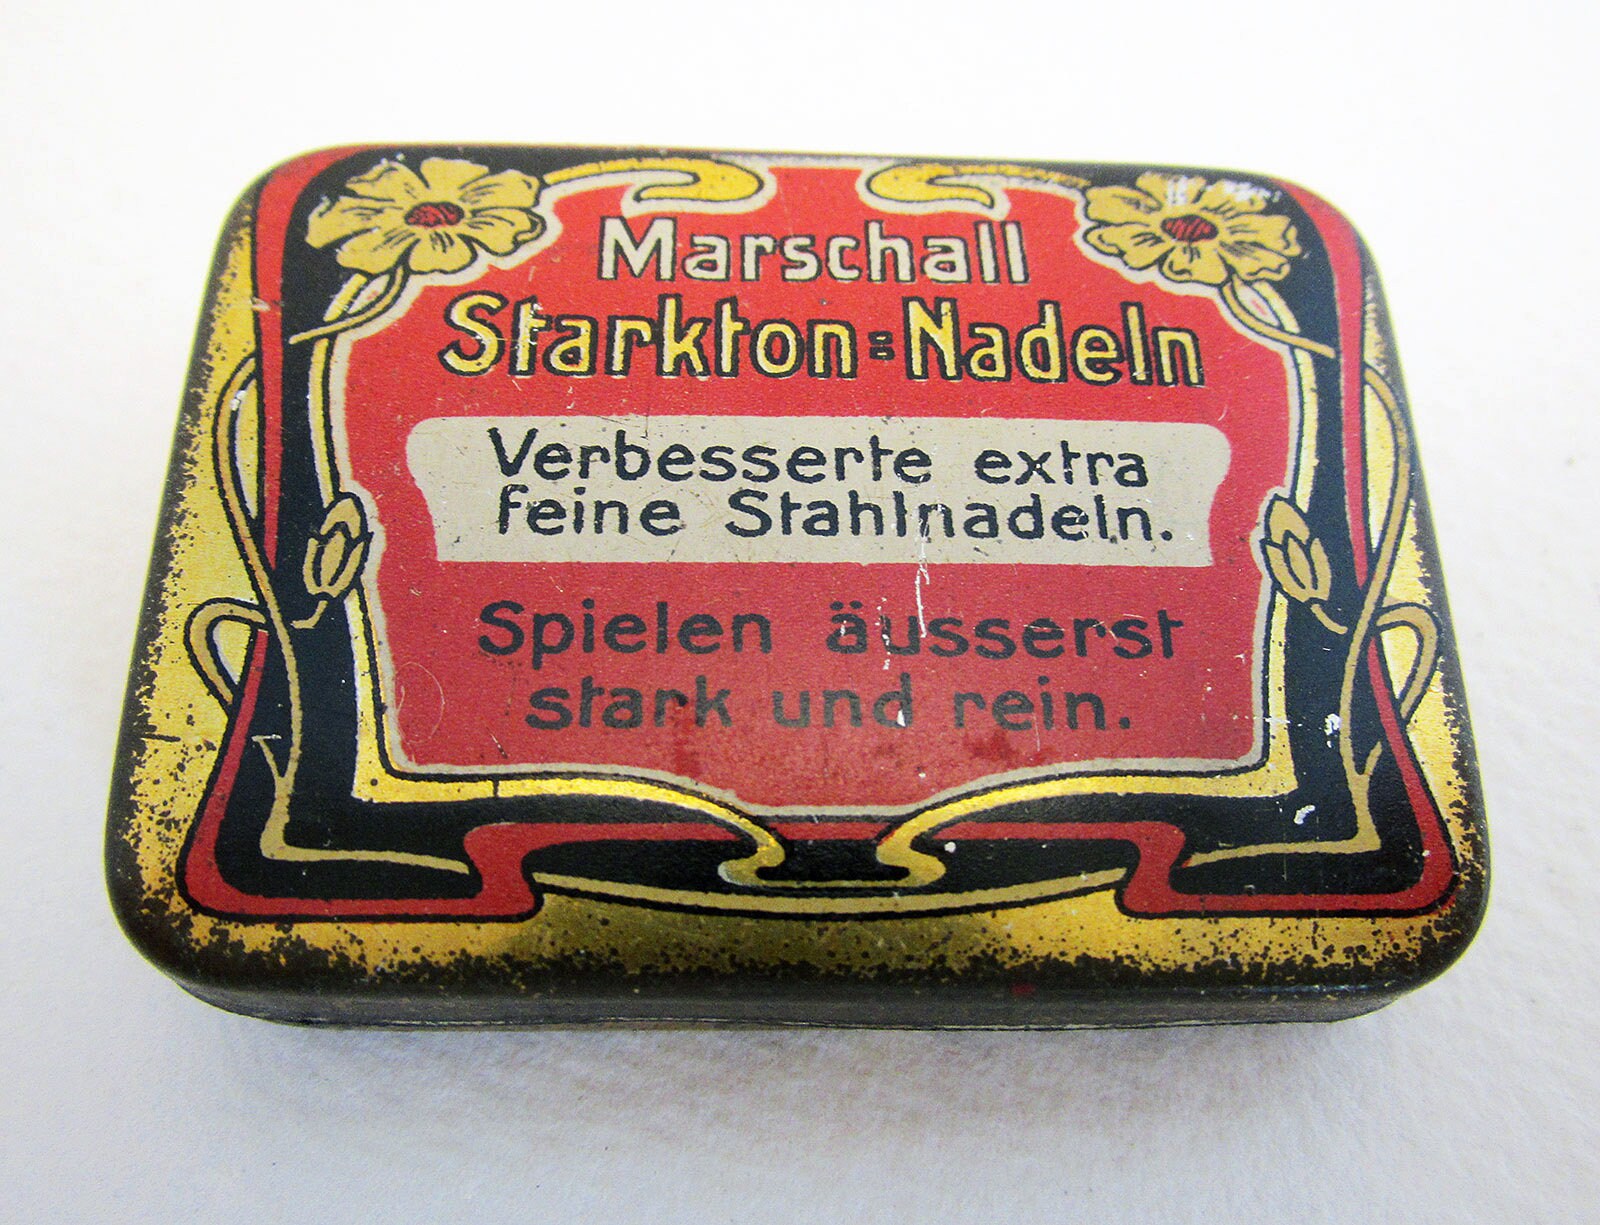 Marschall
Starkton=Nadeln
Verbesserte extra
feine Stahlnadeln.
Spielen äusserst
stark und rein.